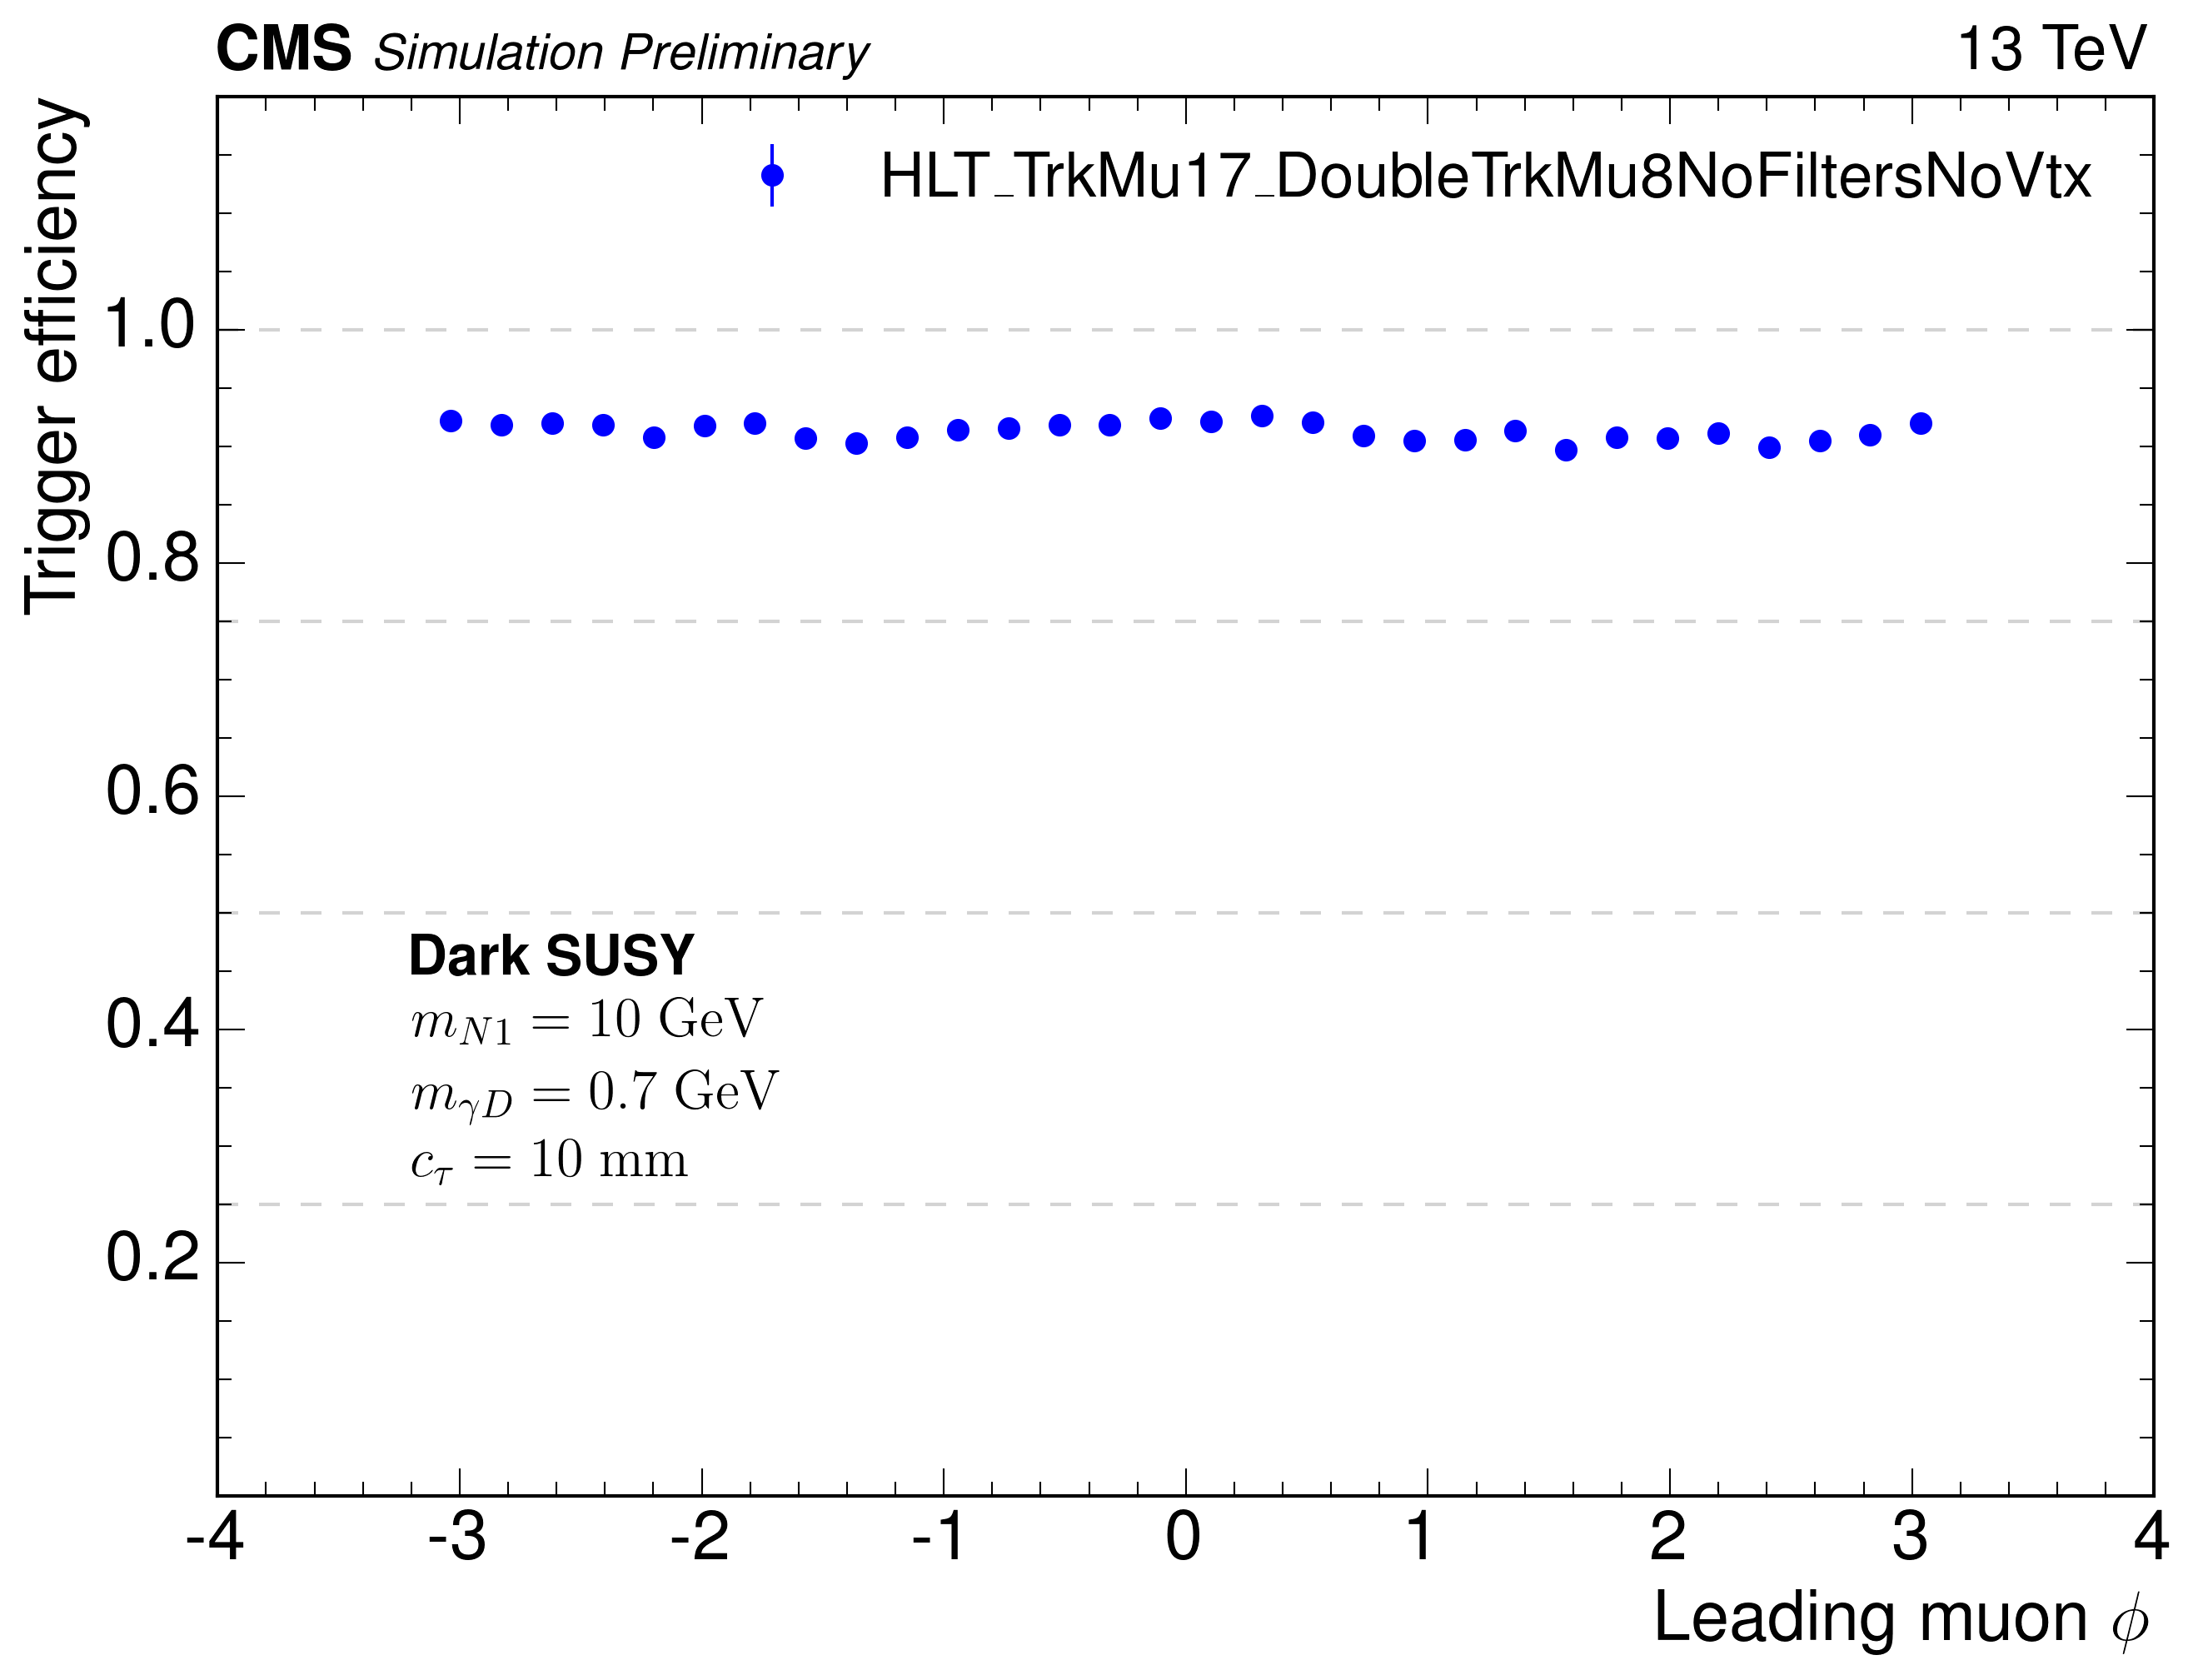 CMS Simulation Preliminary 13 TeV
Trigger efficiency
HLT_TrkMu17_DoubleTrkMu8NoFiltersNoVtx
1.0
0.8
0.6
0.4
0.2
Dark SUSY
m_{N1} = 10 GeV
m_{γD} = 0.7 GeV
c_τ = 10 mm
-4 -3 -2 -1 0 1 2 3 4
Leading muon ϕ